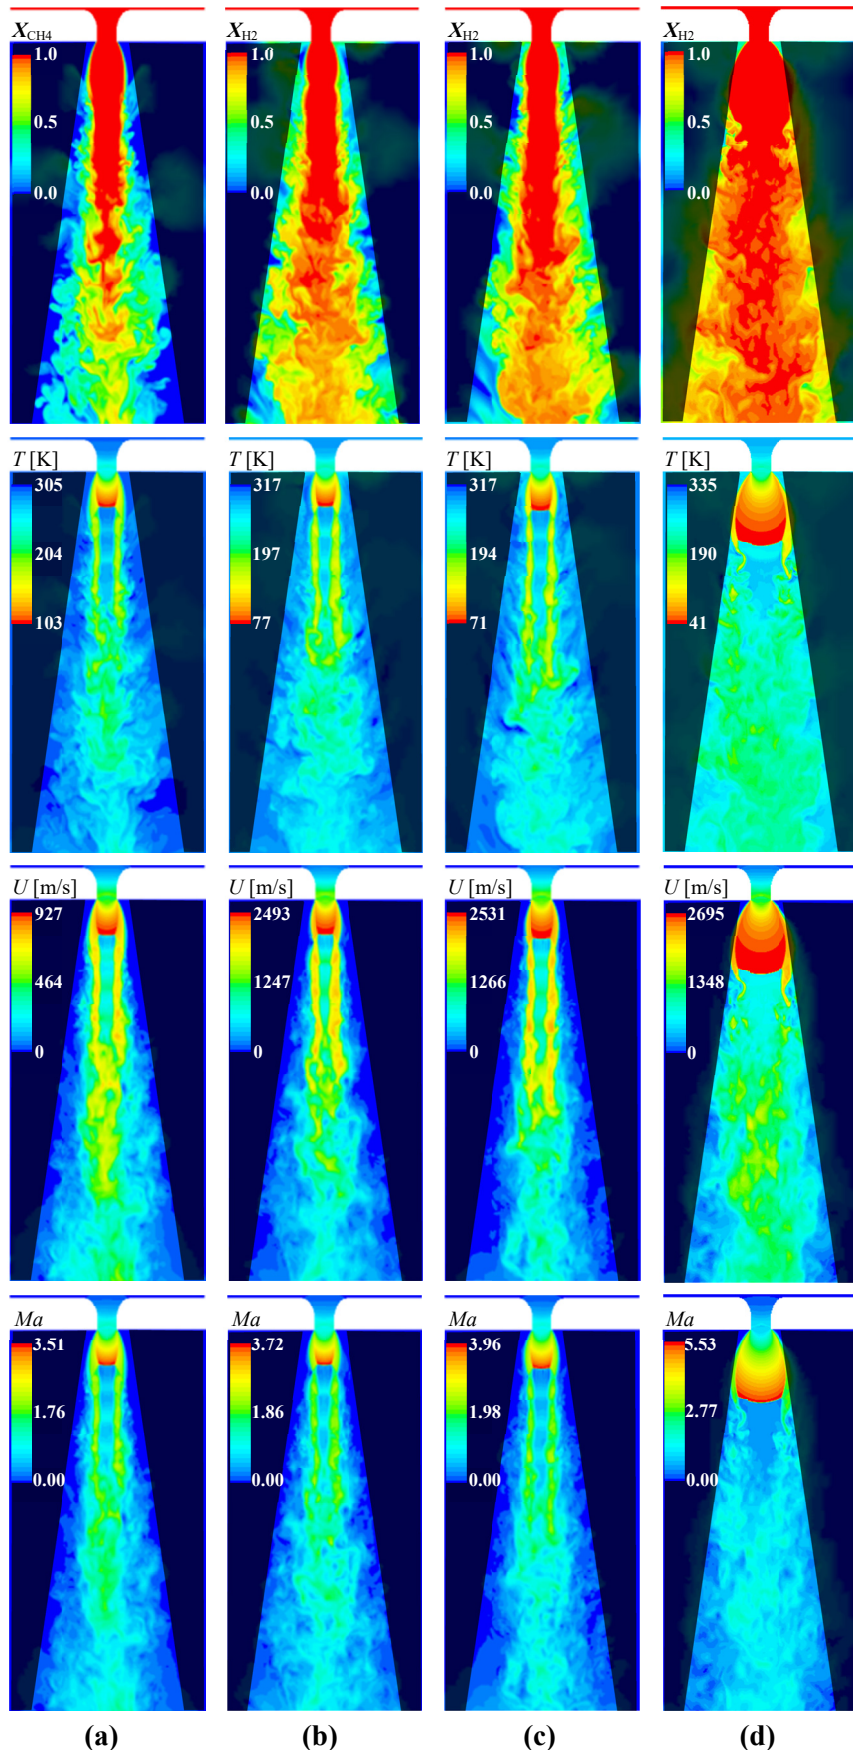 X_CH4 X_H2 X_H2 X_H2
1.0 1.0 1.0 1.0
0.5 0.5 0.5 0.5
0.0 0.0 0.0 0.0
T [K] T [K] T [K] T [K]
305 317 317 335
204 197 194 190
103 77 71 41
U [m/s] U [m/s] U [m/s] U [m/s]
927 2493 2531 2695
464 1247 1266 1348
0 0 0 0
Ma Ma Ma Ma
3.51 3.72 3.96 5.53
1.76 1.86 1.98 2.77
0.00 0.00 0.00 0.00
(a) (b) (c) (d)